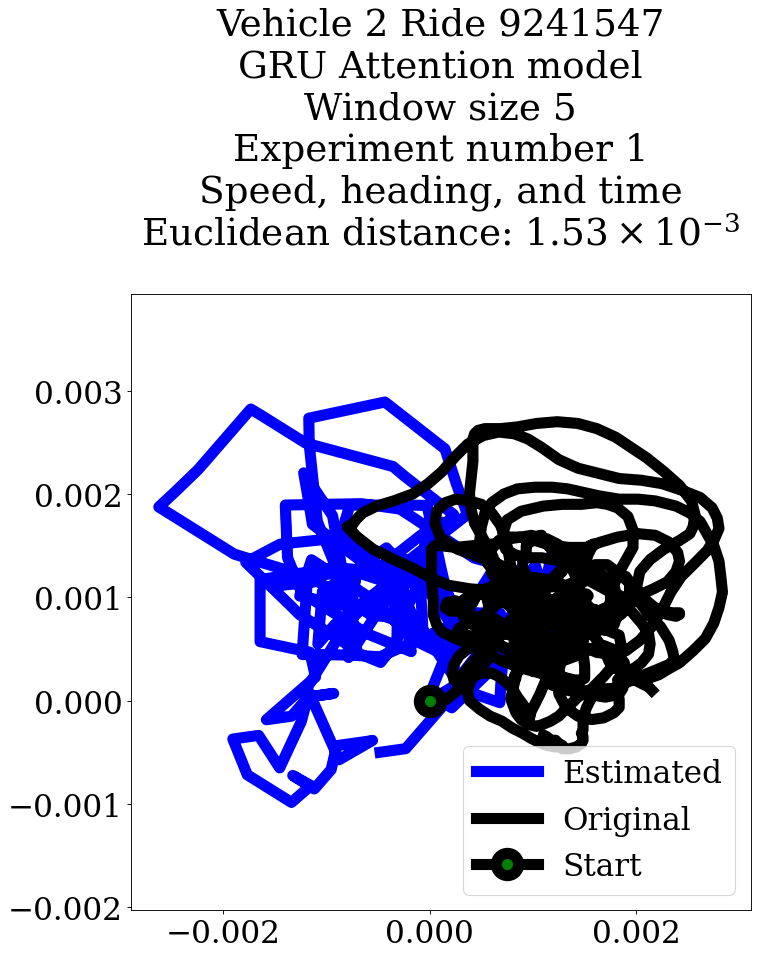 Vehicle 2 Ride 9241547
GRU Attention model
Window size 5
Experiment number 1
Speed, heading, and time
Euclidean distance: 1.53 × 10⁻³
0.003
0.002
0.001
0.000
−0.001
−0.002
Estimated
Original
Start
−0.002 0.000 0.002